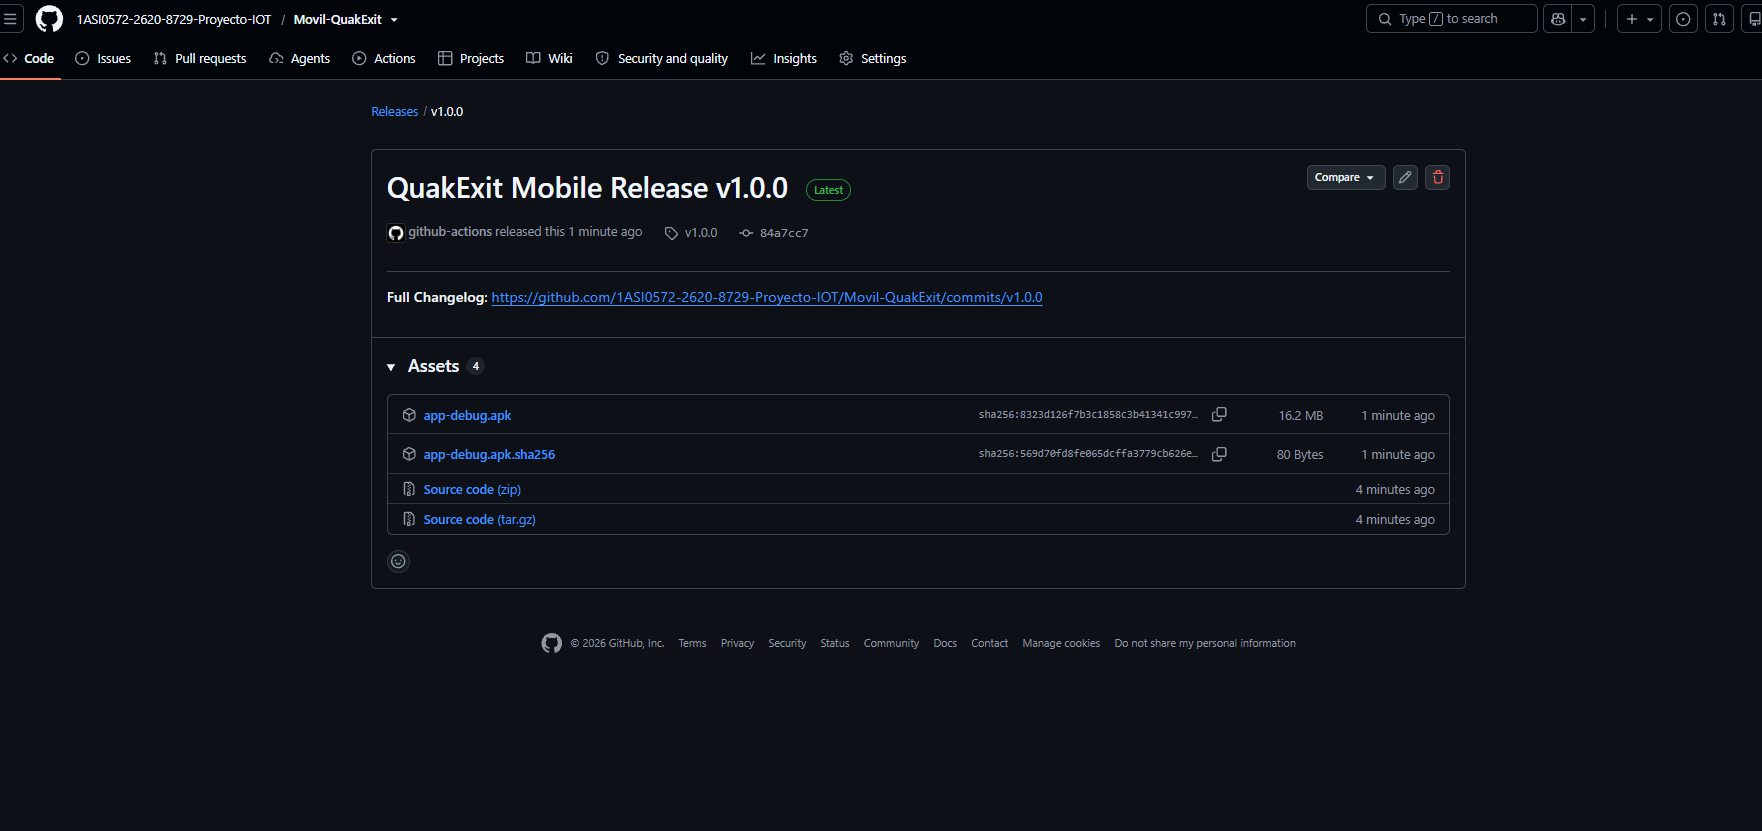 1ASI0572-2620-8729-Proyecto-IOT / Movil-QuakExit
Type / to search
Code Issues Pull requests Agents Actions Projects Wiki Security and quality Insights Settings
Releases / v1.0.0
QuakExit Mobile Release v1.0.0 Latest
Compare
github-actions released this 1 minute ago v1.0.0 84a7cc7
Full Changelog: https://github.com/1ASI0572-2620-8729-Proyecto-IOT/Movil-QuakExit/commits/v1.0.0
Assets 4
app-debug.apk sha256:8323d126f7b3c1858c3b41341c997… 16.2 MB 1 minute ago
app-debug.apk.sha256 sha256:569d70fd8fe065dcffa3779cb626e… 80 Bytes 1 minute ago
Source code (zip) 4 minutes ago
Source code (tar.gz) 4 minutes ago
© 2026 GitHub, Inc. Terms Privacy Security Status Community Docs Contact Manage cookies Do not share my personal information